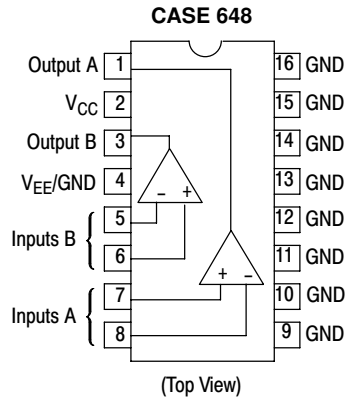 CASE 648
Output A 1 16 GND
VCC 2 15 GND
Output B 3 14 GND
VEE/GND 4 13 GND
– +
Inputs B 5 12 GND
6 11 GND
+ –
Inputs A 7 10 GND
8 9 GND
(Top View)